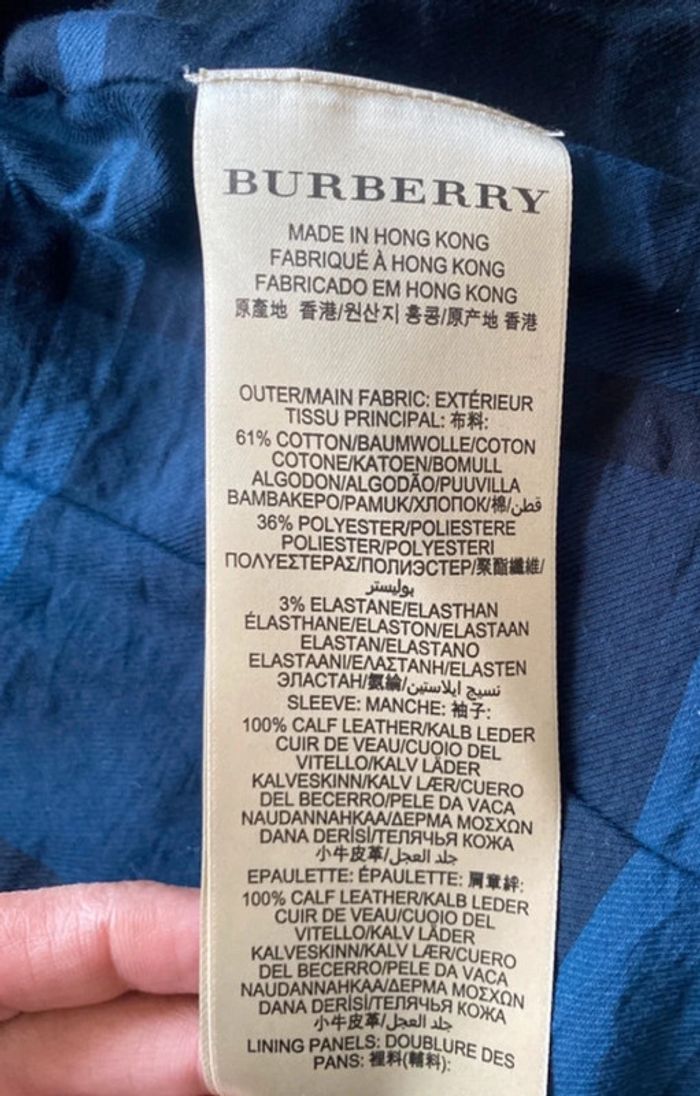 BURBERRY
MADE IN HONG KONG
FABRIQUÉ À HONG KONG
FABRICADO EM HONG KONG
原產地 香港/원산지 홍콩/原产地 香港
OUTER/MAIN FABRIC: EXTÉRIEUR
TISSU PRINCIPAL: 布料:
61% COTTON/BAUMWOLLE/COTON
COTONE/KATOEN/BOMULL
ALGODON/ALGODÃO/PUUVILLA
BAMBAKEPO/PAMUK/ХЛОПОК/棉/قطن
36% POLYESTER/POLIESTERE
POLIESTER/POLYESTERI
ΠΟΛΥΕΣΤΕΡΑΣ/ПОЛИЭСТЕР/聚酯纖維/
بوليستر
3% ELASTANE/ELASTHAN
ÉLASTHANE/ELASTON/ELASTAAN
ELASTAN/ELASTANO
ELASTAANI/ΕΛΑΣΤΑΝΗ/ELASTEN
ЭЛАСТАН/氨綸/نسيج ايلاستين
SLEEVE: MANCHE: 袖子:
100% CALF LEATHER/KALB LEDER
CUIR DE VEAU/CUOIO DEL
VITELLO/KALV LÄDER
KALVESKINN/KALV LÆR/CUERO
DEL BECERRO/PELE DA VACA
NAUDANNAHKAA/ΔΕΡΜΑ ΜΟΣΧΩΝ
DANA DERİSİ/ТЕЛЯЧЬЯ КОЖА
小牛皮革/جلد العجل
EPAULETTE: ÉPAULETTE: 肩章絆:
100% CALF LEATHER/KALB LEDER
CUIR DE VEAU/CUOIO DEL
VITELLO/KALV LÄDER
KALVESKINN/KALV LÆR/CUERO
DEL BECERRO/PELE DA VACA
NAUDANNAHKAA/ΔΕΡΜΑ ΜΟΣΧΩΝ
DANA DERİSİ/ТЕЛЯЧЬЯ КОЖА
小牛皮革/جلد العجل
LINING PANELS: DOUBLURE DES
PANS: 裡料(輔料):